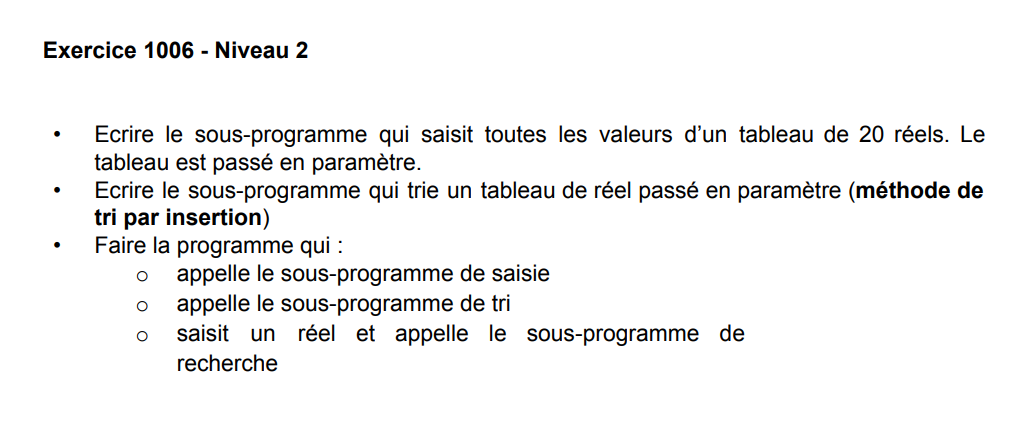 Exercice 1006 - Niveau 2
• Ecrire le sous-programme qui saisit toutes les valeurs d’un tableau de 20 réels. Le
tableau est passé en paramètre.
• Ecrire le sous-programme qui trie un tableau de réel passé en paramètre (méthode de
tri par insertion)
• Faire la programme qui :
o appelle le sous-programme de saisie
o appelle le sous-programme de tri
o saisit un réel et appelle le sous-programme de
recherche